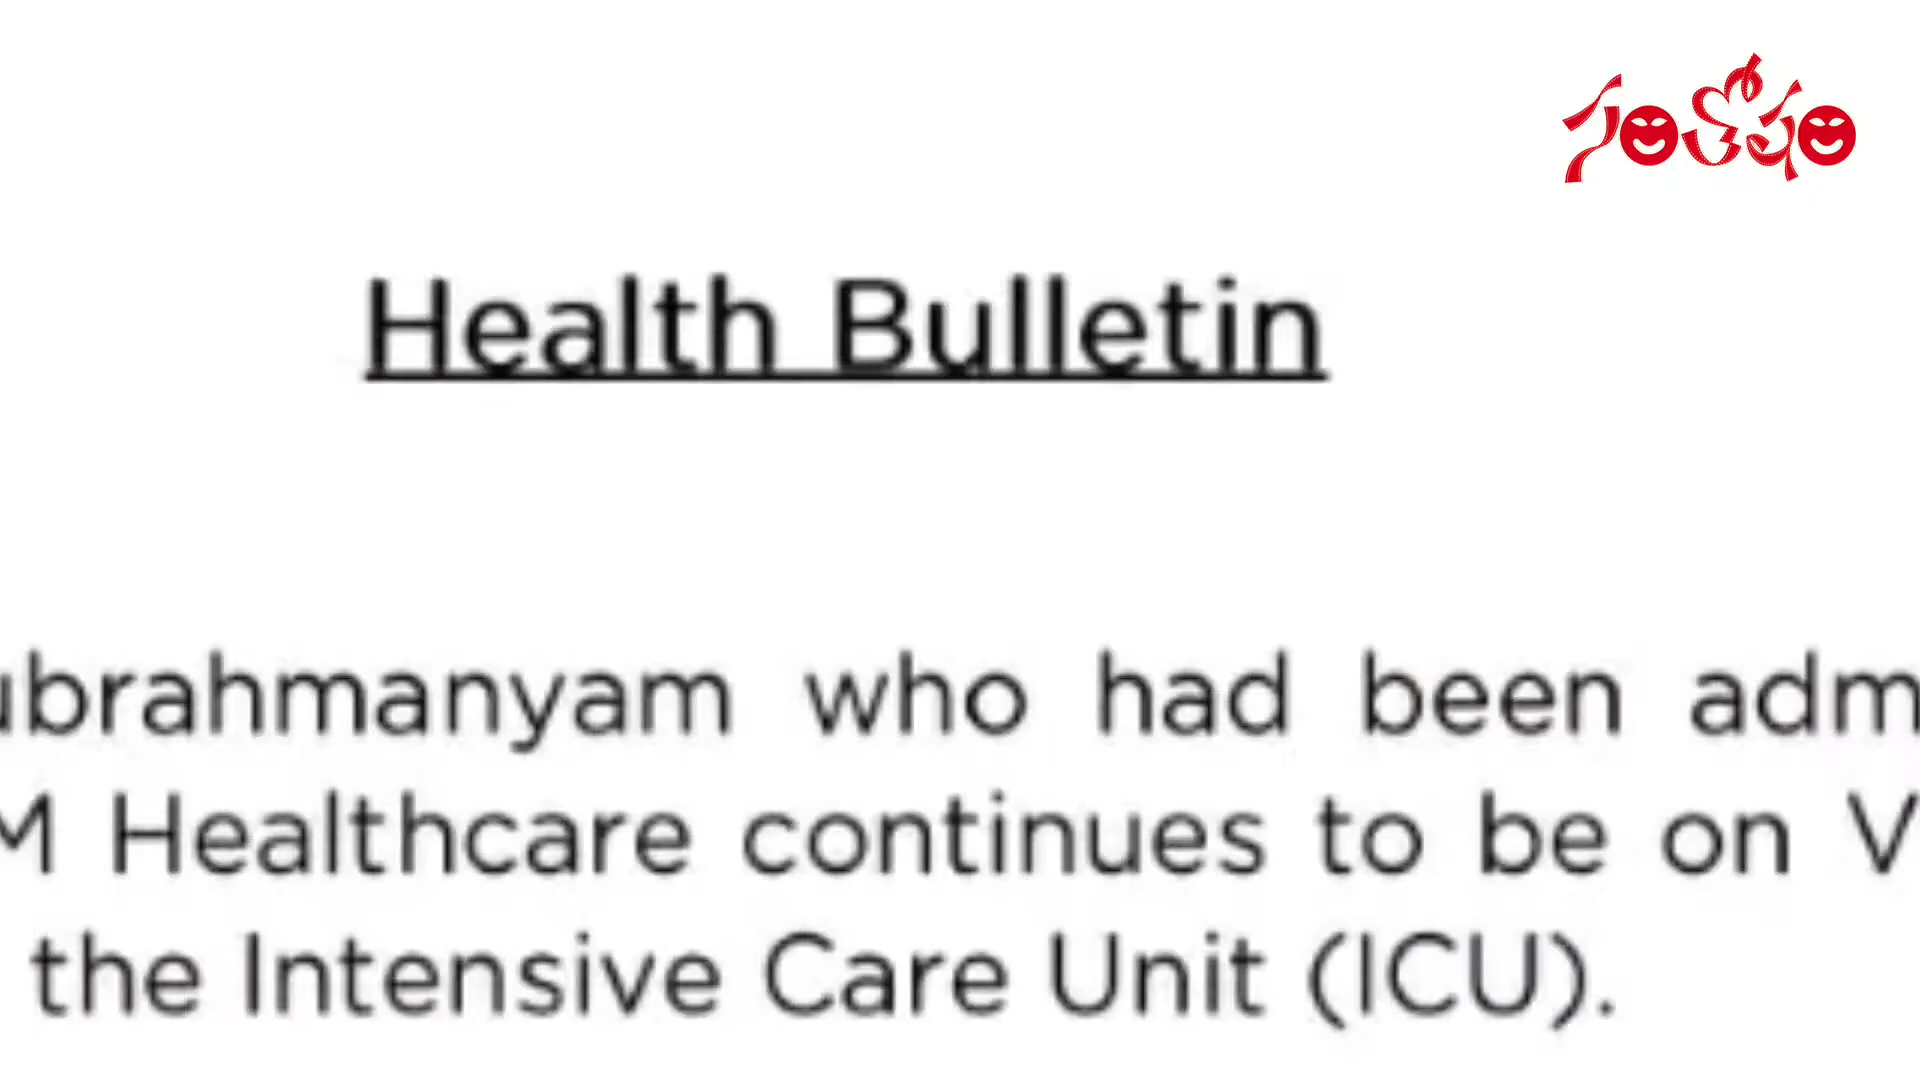 Health Bulletin
ubrahmanyam who had been adm
M Healthcare continues to be on V
the Intensive Care Unit (ICU).